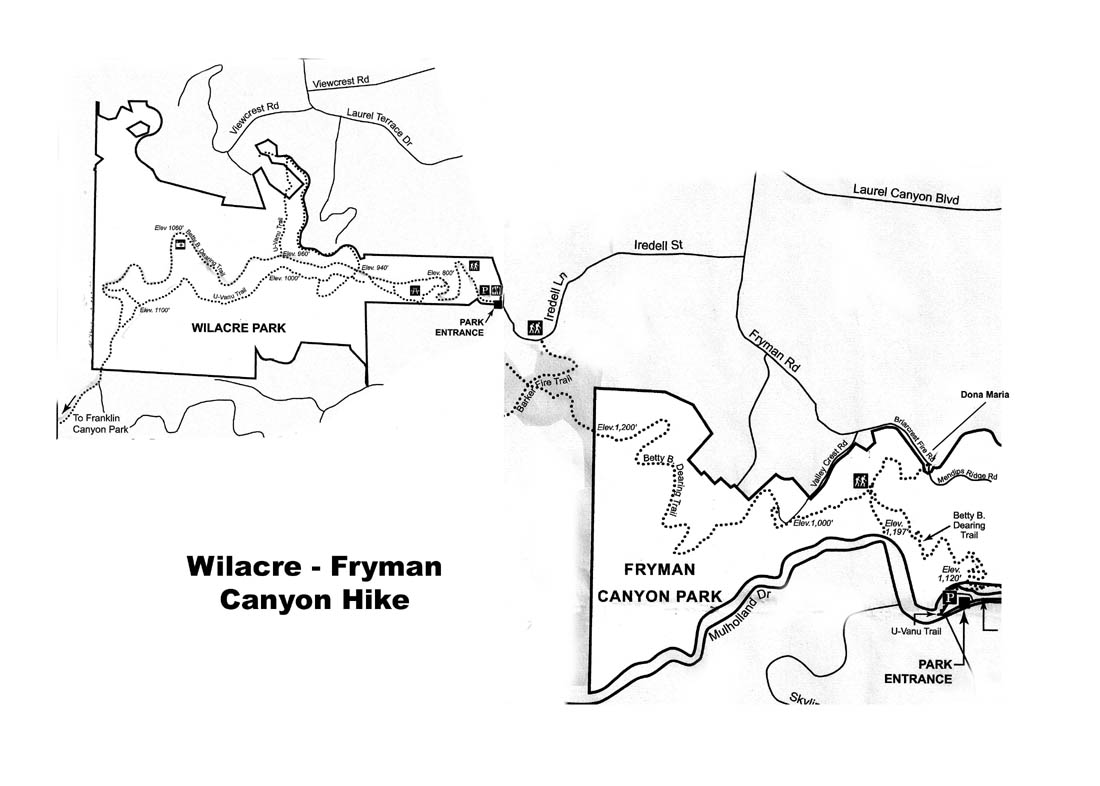 Viewcrest Rd
Viewcrest Rd
Laurel Terrace Dr
Laurel Canyon Blvd
Elev 1060'
Betty B. Dearing Trail
U-Vanu Trail
Elev. 960'
Elev. 940'
Elev. 800'
Elev. 1000'
U-Vanu Trail
Elev. 1100'
P
WILACRE PARK
PARK
ENTRANCE
Iredell St
Iredell Ln
Fryman Rd
Barker Fire Trail
To Franklin
Canyon Park
Dona Maria
Elev.1,200'
Briarcrest Fire Rd
Valley Crest Rd
Mendips Ridge Rd
Betty B.
Dearing Trail
Elev.1,000'
Elev.
1,197'
Betty B.
Dearing
Trail
Elev.
1,120'
Wilacre - Fryman
Canyon Hike
FRYMAN
CANYON PARK
Mulholland Dr
P
U-Vanu Trail
PARK
ENTRANCE